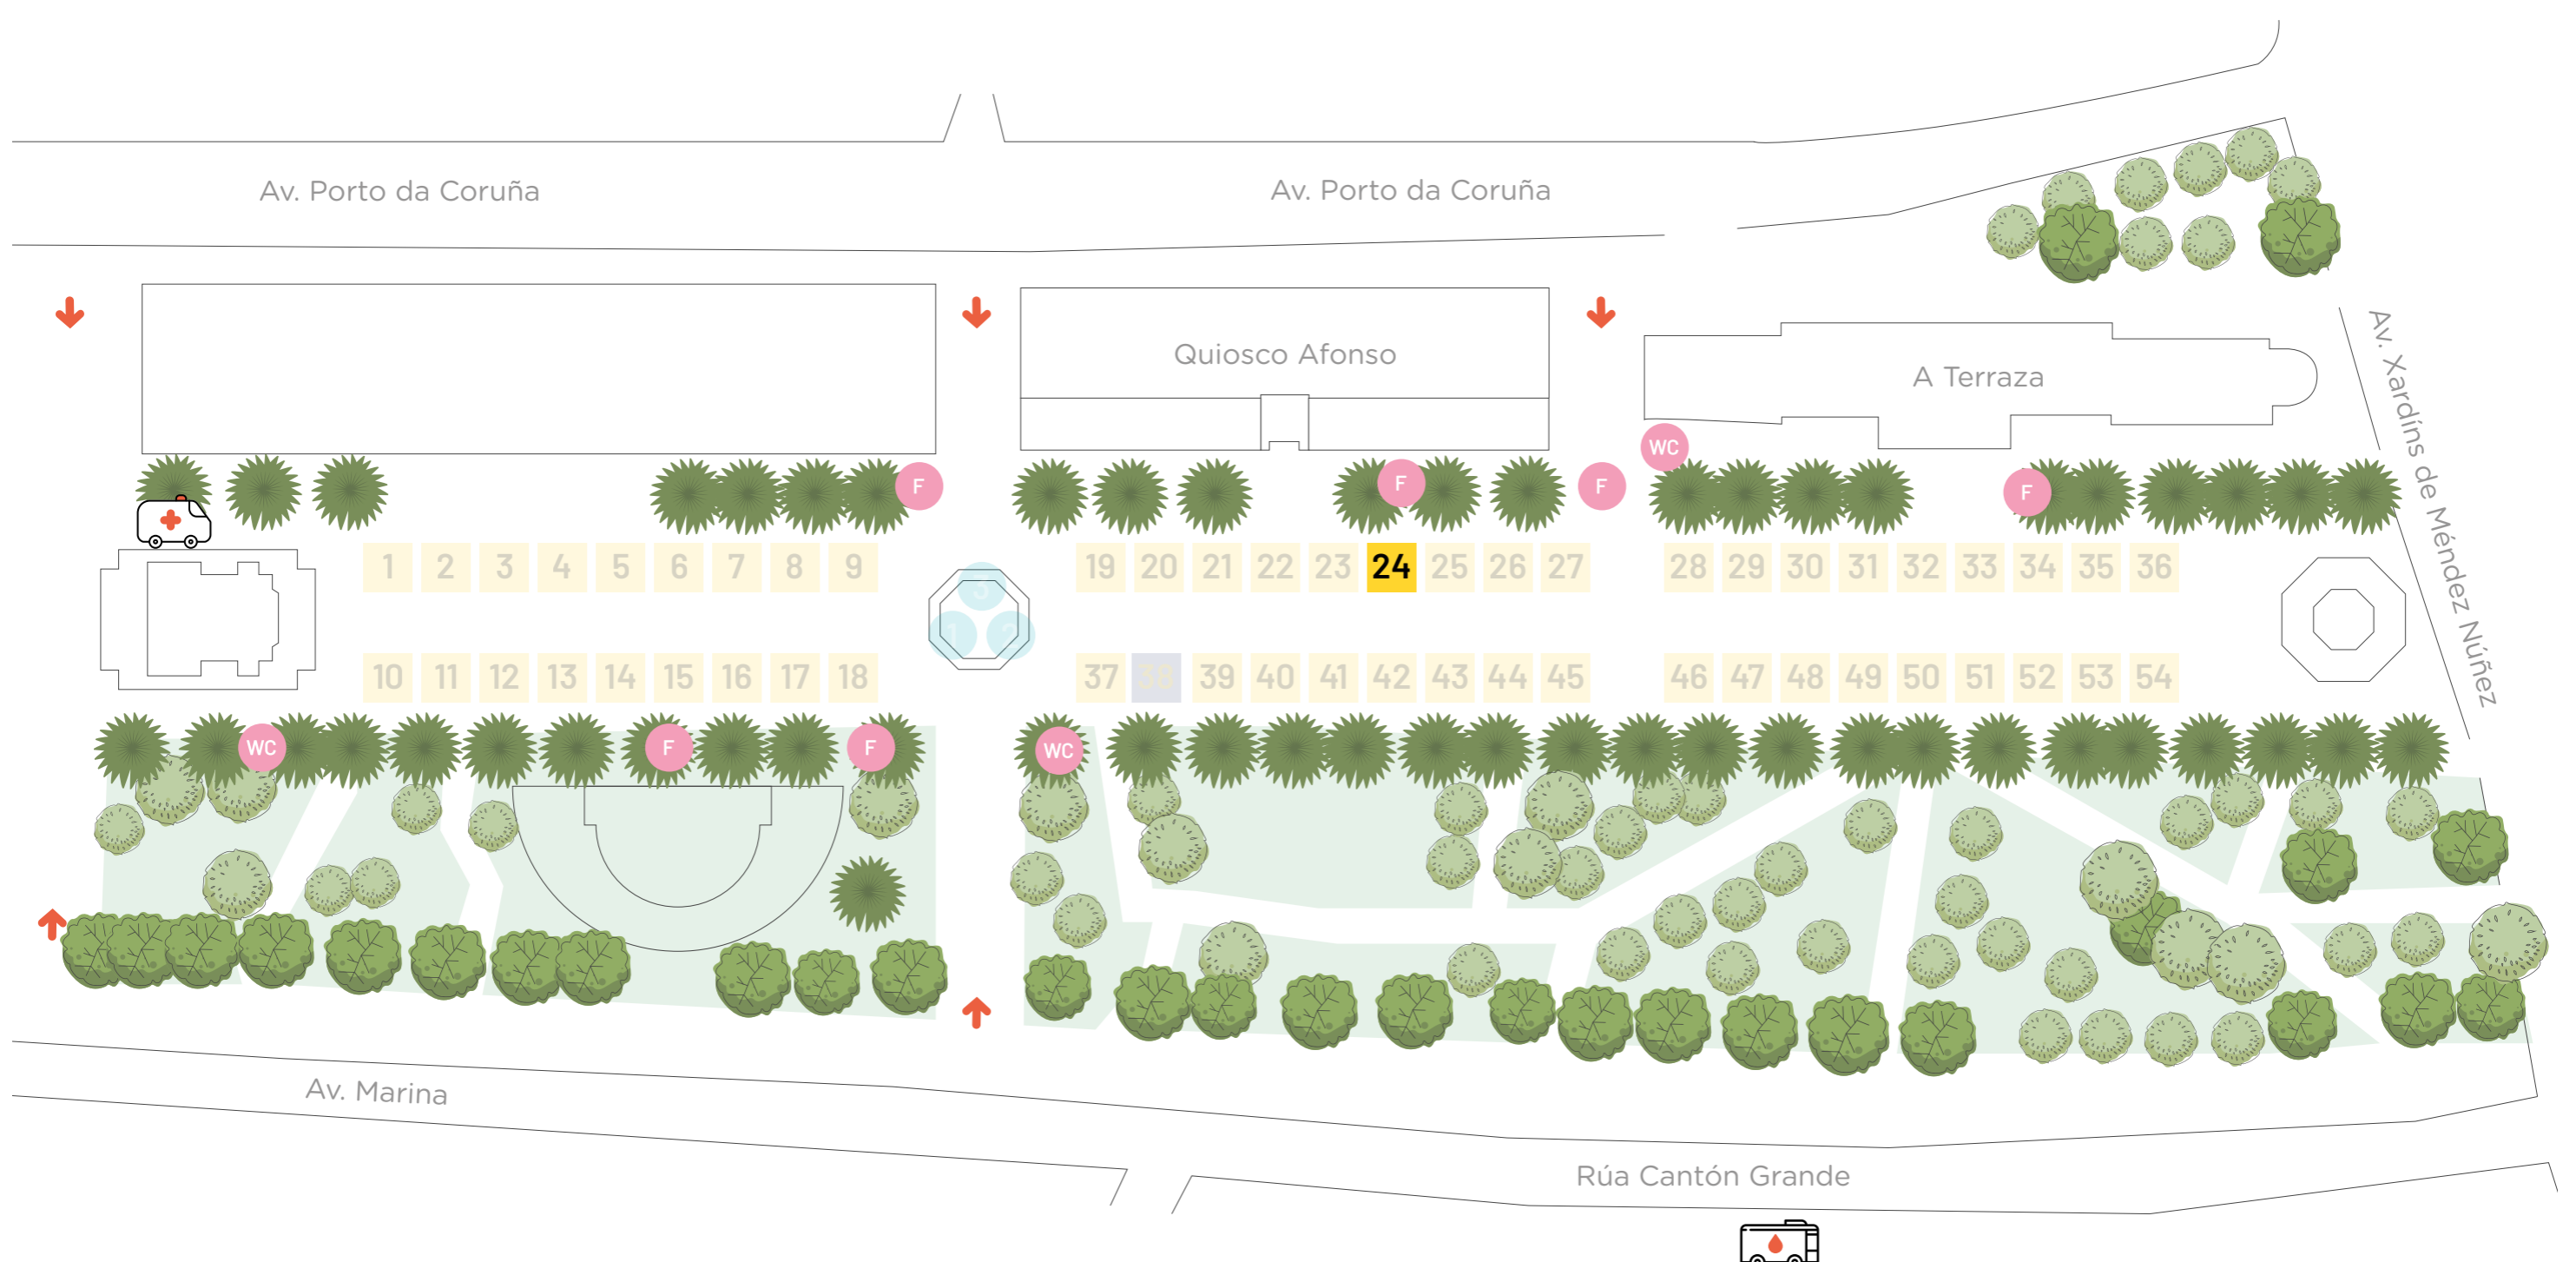 Av. Porto da Coruña
Av. Porto da Coruña
Quiosco Afonso
A Terraza
Av. Xardíns de Méndez Núñez
WC
F
F
F
F
1 2 3 4 5 6 7 8 9
19 20 21 22 23 24 25 26 27
28 29 30 31 32 33 34 35 36
3
1 2
10 11 12 13 14 15 16 17 18
37 38 39 40 41 42 43 44 45
46 47 48 49 50 51 52 53 54
WC
F
F
WC
Av. Marina
Rúa Cantón Grande